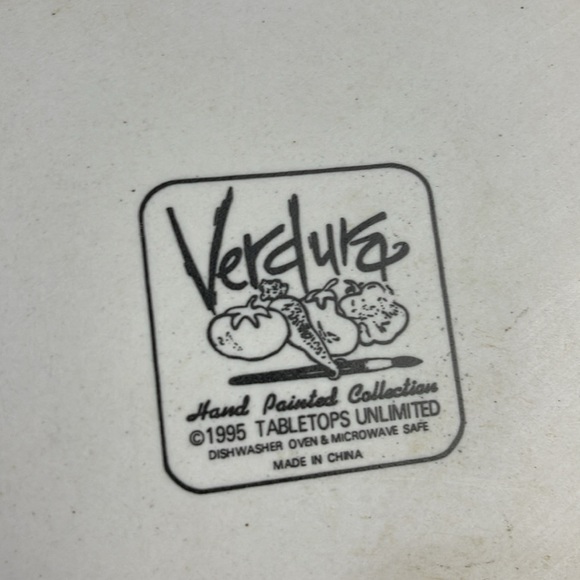 Verdura
Hand Painted Collection
©1995 TABLETOPS UNLIMITED
DISHWASHER OVEN & MICROWAVE SAFE
MADE IN CHINA